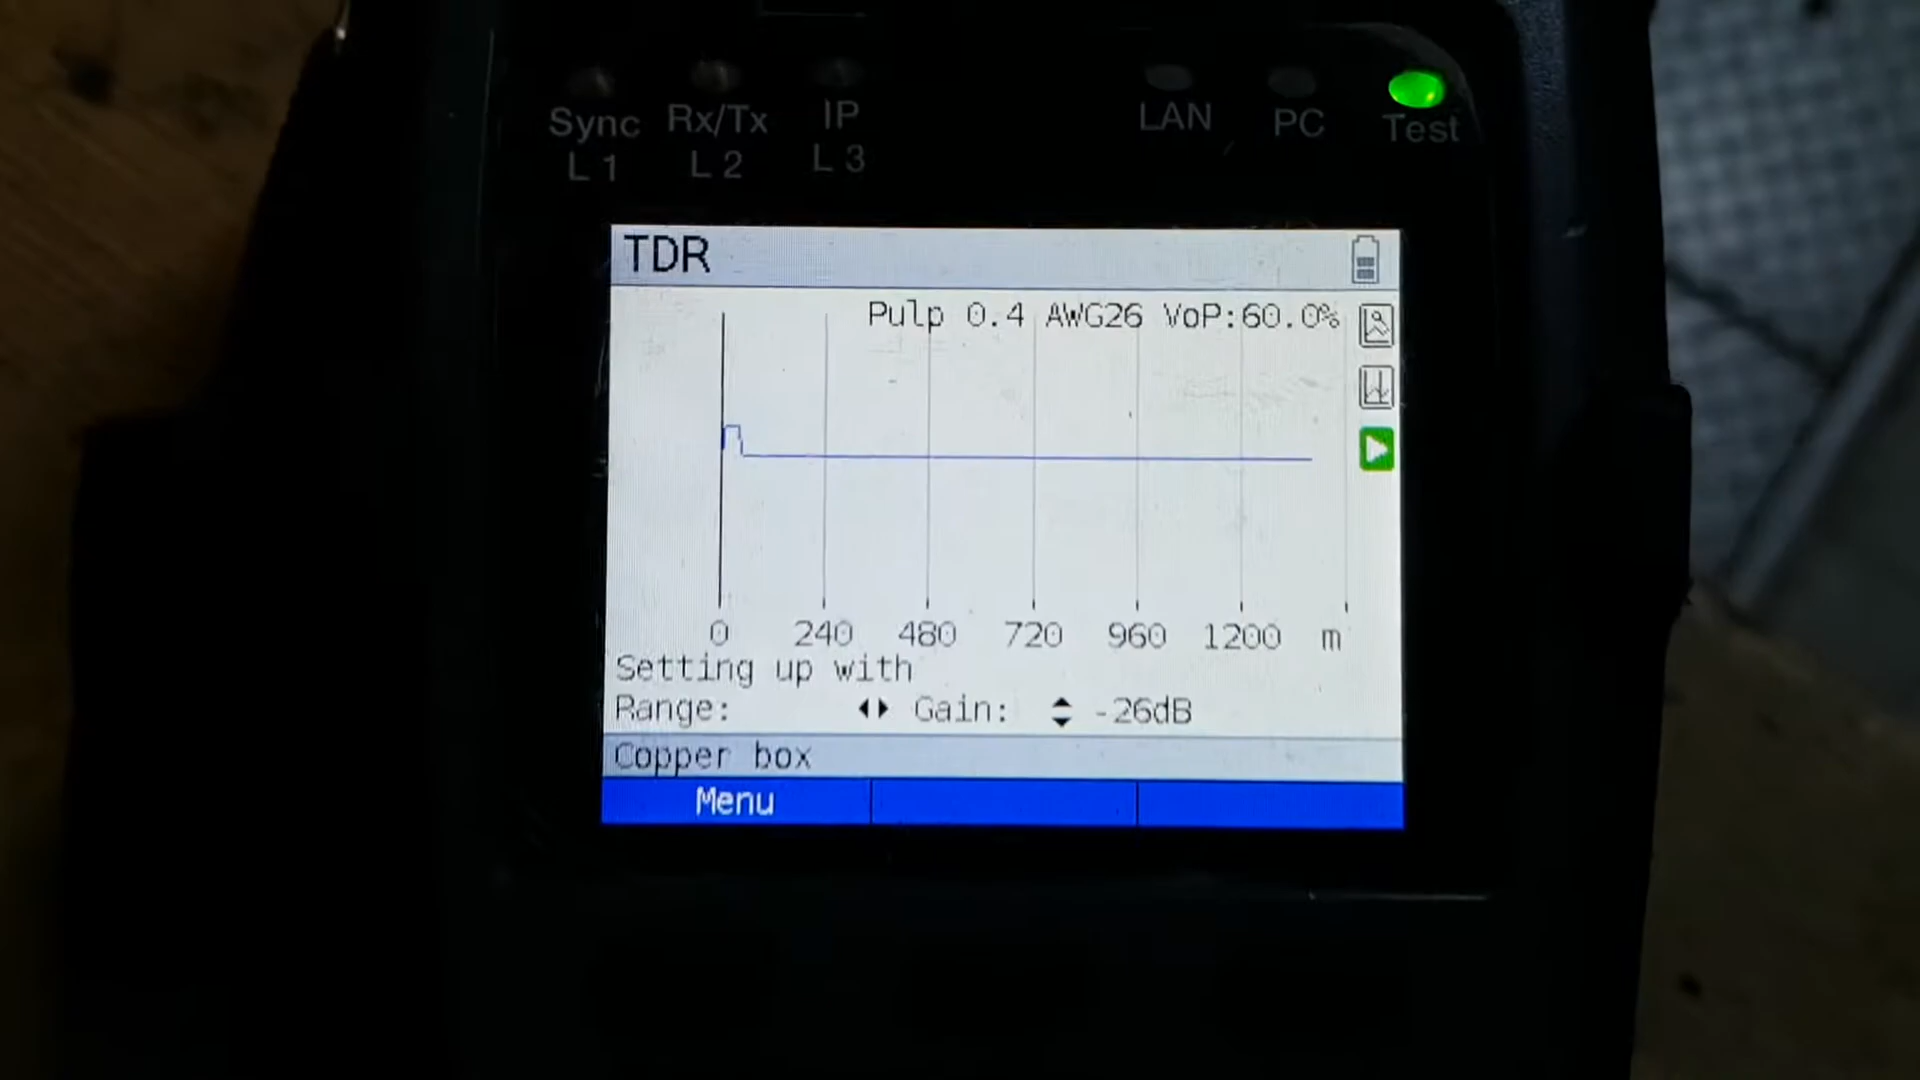 Sync Rx/Tx IP LAN PC Test
L1 L2 L3
TDR
Pulp 0.4 AWG26 VoP:60.0%
0 240 480 720 960 1200 m
Setting up with
Range: Gain: -26dB
Copper box
Menu